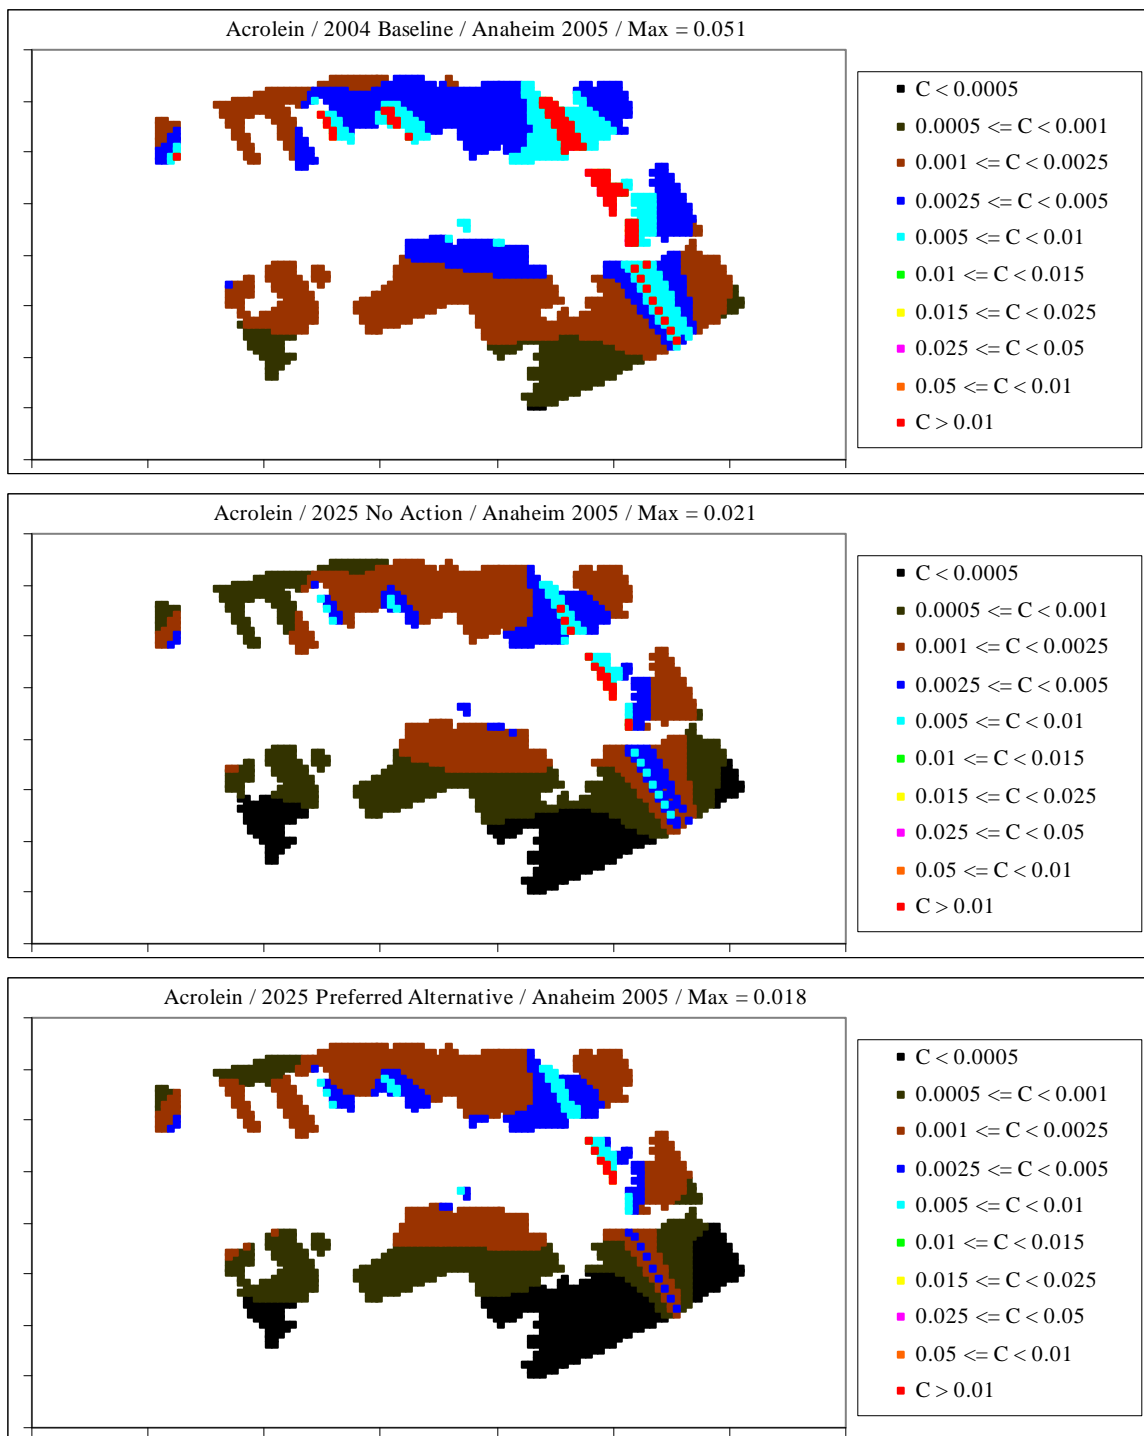 Acrolein / 2004 Baseline / Anaheim 2005 / Max = 0.051
C < 0.0005
0.0005 <= C < 0.001
0.001 <= C < 0.0025
0.0025 <= C < 0.005
0.005 <= C < 0.01
0.01 <= C < 0.015
0.015 <= C < 0.025
0.025 <= C < 0.05
0.05 <= C < 0.01
C > 0.01
Acrolein / 2025 No Action / Anaheim 2005 / Max = 0.021
C < 0.0005
0.0005 <= C < 0.001
0.001 <= C < 0.0025
0.0025 <= C < 0.005
0.005 <= C < 0.01
0.01 <= C < 0.015
0.015 <= C < 0.025
0.025 <= C < 0.05
0.05 <= C < 0.01
C > 0.01
Acrolein / 2025 Preferred Alternative / Anaheim 2005 / Max = 0.018
C < 0.0005
0.0005 <= C < 0.001
0.001 <= C < 0.0025
0.0025 <= C < 0.005
0.005 <= C < 0.01
0.01 <= C < 0.015
0.015 <= C < 0.025
0.025 <= C < 0.05
0.05 <= C < 0.01
C > 0.01